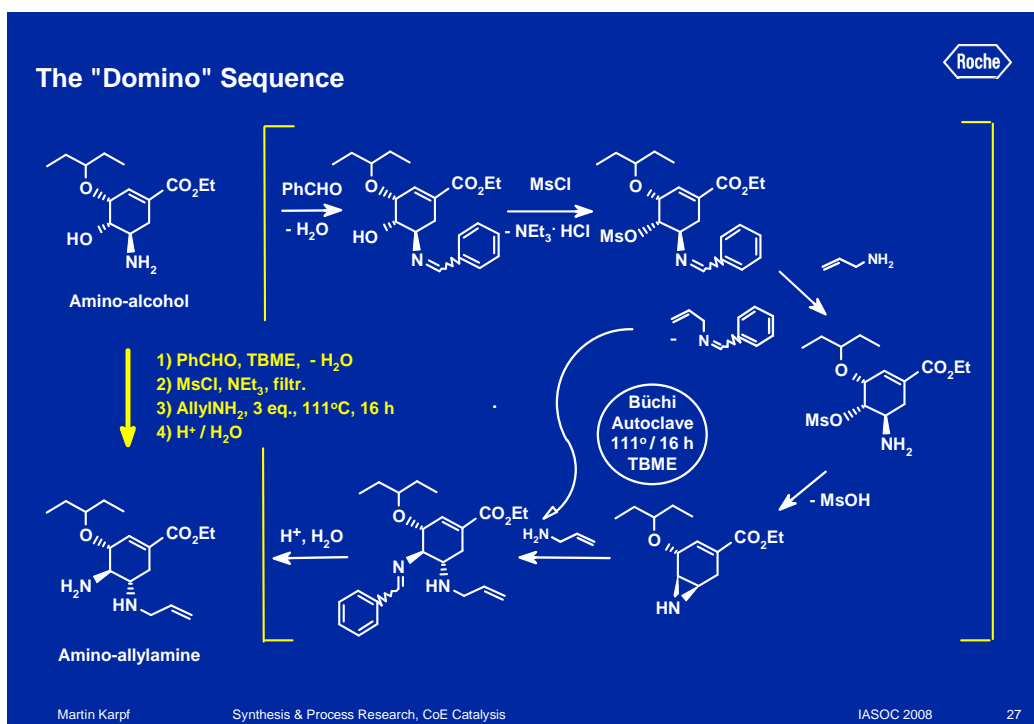 The "Domino" Sequence
Roche
O
CO₂Et
HO
NH₂
Amino-alcohol
PhCHO
- H₂O
O
CO₂Et
HO
N
MsCl
- NEt₃· HCl
O
CO₂Et
MsO
N
NH₂
- N
O
CO₂Et
MsO
NH₂
1) PhCHO, TBME, - H₂O
2) MsCl, NEt₃, filtr.
3) AllylNH₂, 3 eq., 111°C, 16 h
4) H⁺ / H₂O
Büchi
Autoclave
111° / 16 h
TBME
- MsOH
O
CO₂Et
HN
H₂N
O
CO₂Et
N
HN
H⁺, H₂O
O
CO₂Et
H₂N
HN
Amino-allylamine
Martin Karpf
Synthesis & Process Research, CoE Catalysis
IASOC 2008
27